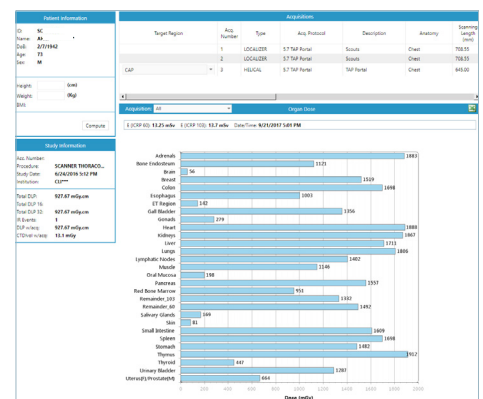 Patient Information
ID: SC
Name: A
DoB: 2/7/1942
Age: 73
Sex: M
Height: (cm)
Weight: (Kg)
BMI:
Compute
Study Information
Acc. Number:
Procedure: SCANNER THORACO...
Study Date: 6/24/2016 5:12 PM
Institution:
Total DLP: 927.67 mGy.cm
Total DLP 16:
Total DLP 32: 927.67 mGy.cm
IR Events: 1
DLP w/acq: 927.67 mGy.cm
CTDIvol w/acq: 13.1 mGy
Acquisitions
Target Region Acq. Number Type Acq. Protocol Description Anatomy Scanning Length (mm)
1 LOCALIZER 5.7 TAP Portal Scouts Chest 708.55
2 LOCALIZER 5.7 TAP Portal Scouts Chest 708.55
CAP 3 HELICAL 5.7 TAP Portal TAP Portal Chest 645.00
Acquisition: All Organ Dose
E (ICRP 60): 13.25 mSv E (ICRP 103): 13.7 mSv Date/Time: 9/21/2017 5:01 PM
Adrenals 1883
Bone Endosteum 1121
Brain 56
Breast 1519
Colon 1698
Esophagus 1003
ET Region 142
Gall Bladder 1356
Gonads 279
Heart 1888
Kidneys 1867
Liver 1711
Lungs 1806
Lymphatic Nodes 1402
Muscle 1146
Oral Mucosa 198
Pancreas 1557
Red Bone Marrow 951
Remainder_103 1332
Remainder_60 1492
Salivary Glands 169
Skin 81
Small Intestine 1609
Spleen 1698
Stomach 1482
Thymus 912
Thyroid 447
Urinary Bladder 1287
Uterus(F)/Prostate(M) 664
0 200 400 600 800 1000 1200 1400 1600 1800 2000
Dose (mGy)